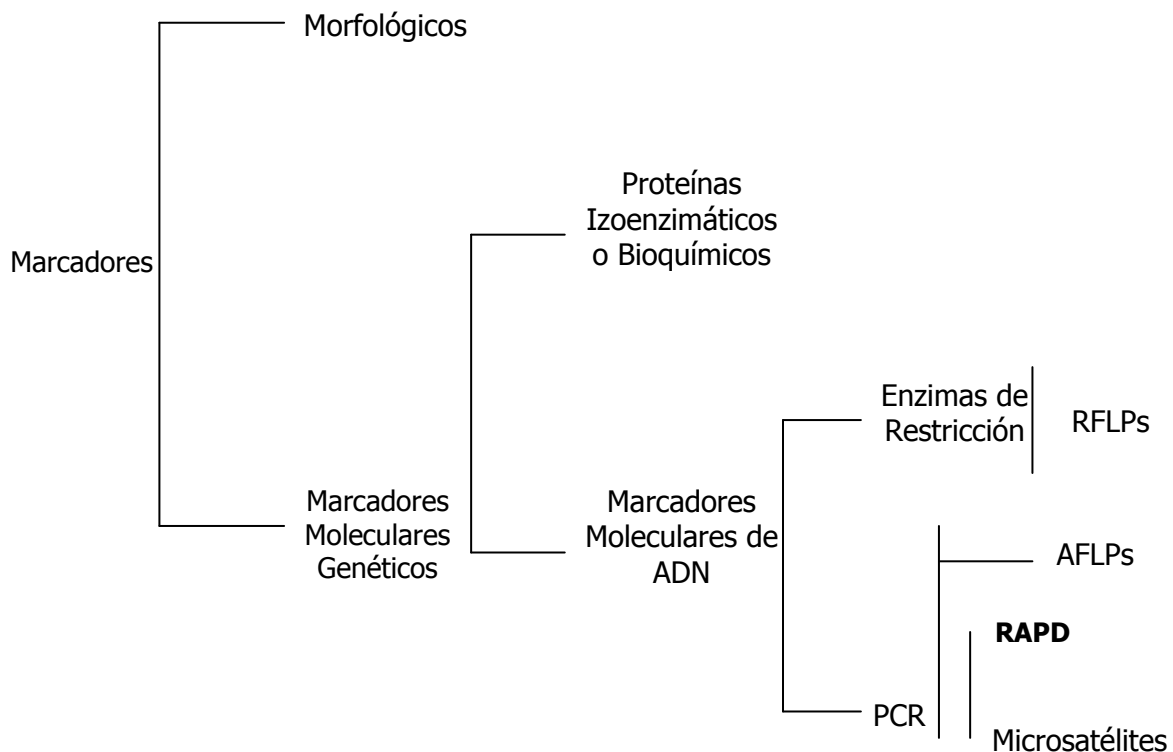 Morfológicos
Proteínas
Izoenzimáticos
o Bioquímicos
Marcadores
Enzimas de
Restricción
RFLPs
Marcadores
Moleculares
Genéticos
Marcadores
Moleculares de
ADN
AFLPs
RAPD
PCR
Microsatélites